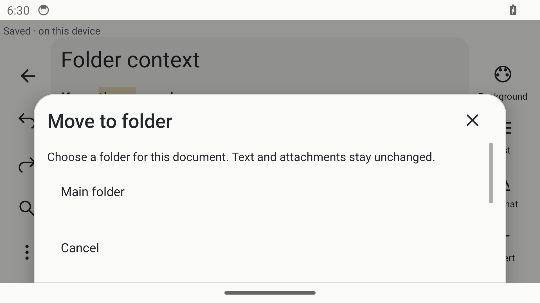 6:30
Saved · on this device
Folder context
Move to folder
Choose a folder for this document. Text and attachments stay unchanged.
Main folder
Cancel